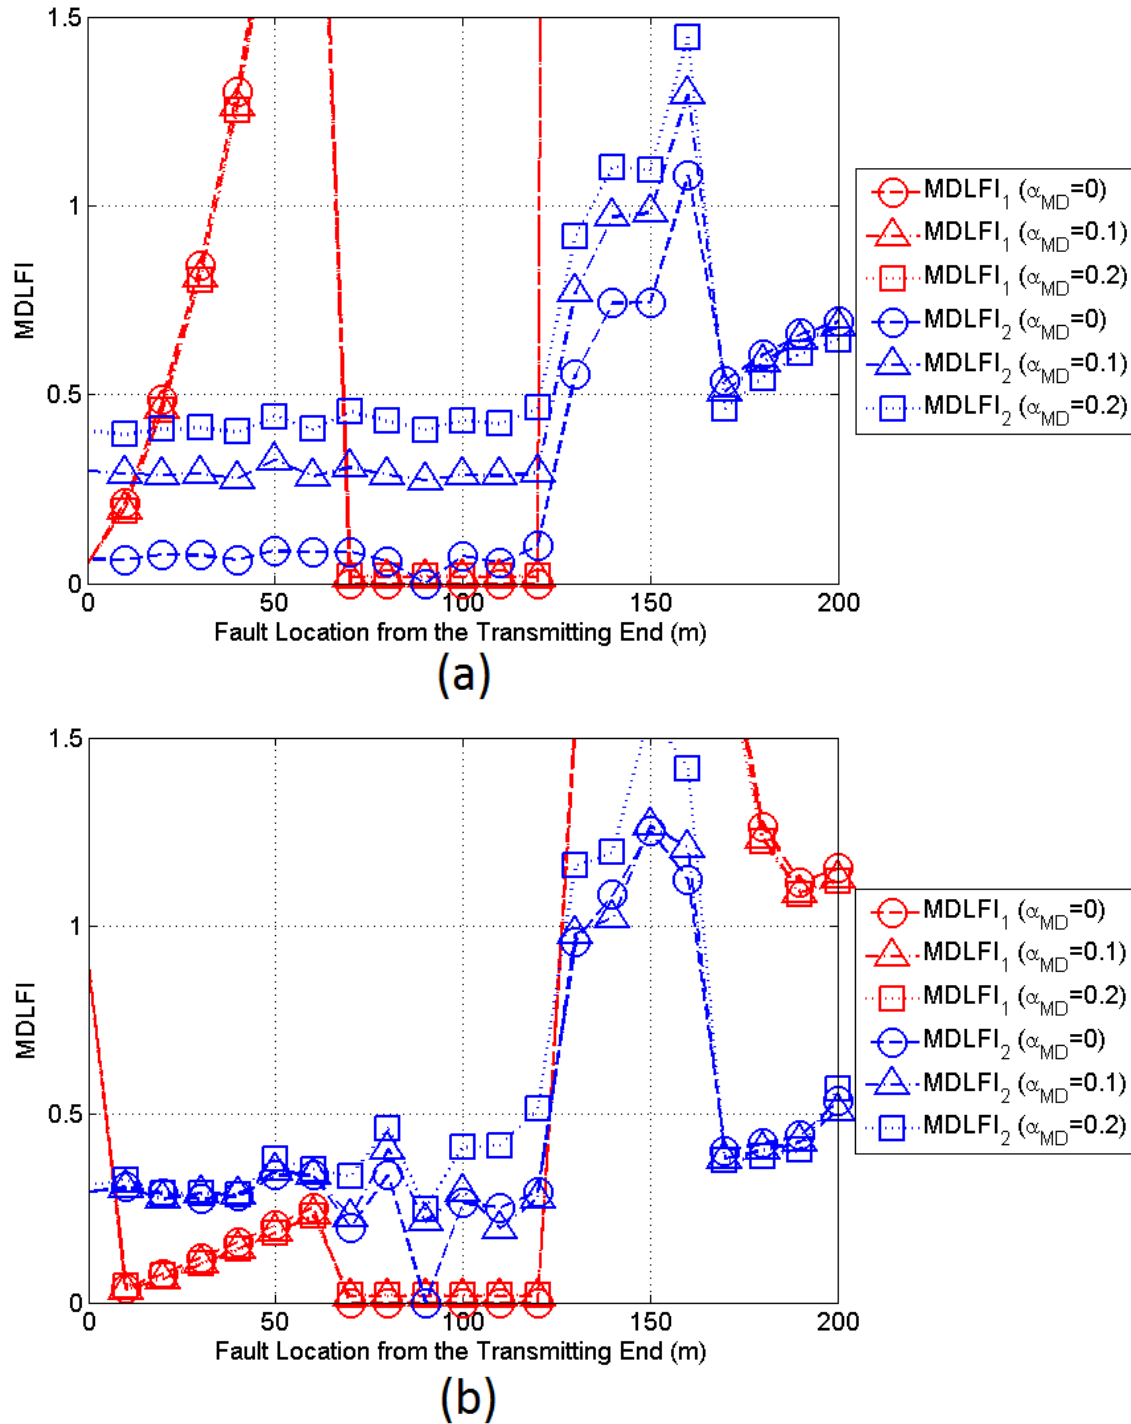 1.5
1
0.5
0
MDLFI
0 50 100 150 200
Fault Location from the Transmitting End (m)
MDLFI1 (αMD=0)
MDLFI1 (αMD=0.1)
MDLFI1 (αMD=0.2)
MDLFI2 (αMD=0)
MDLFI2 (αMD=0.1)
MDLFI2 (αMD=0.2)
(a)
1.5
1
0.5
0
MDLFI
0 50 100 150 200
Fault Location from the Transmitting End (m)
MDLFI1 (αMD=0)
MDLFI1 (αMD=0.1)
MDLFI1 (αMD=0.2)
MDLFI2 (αMD=0)
MDLFI2 (αMD=0.1)
MDLFI2 (αMD=0.2)
(b)